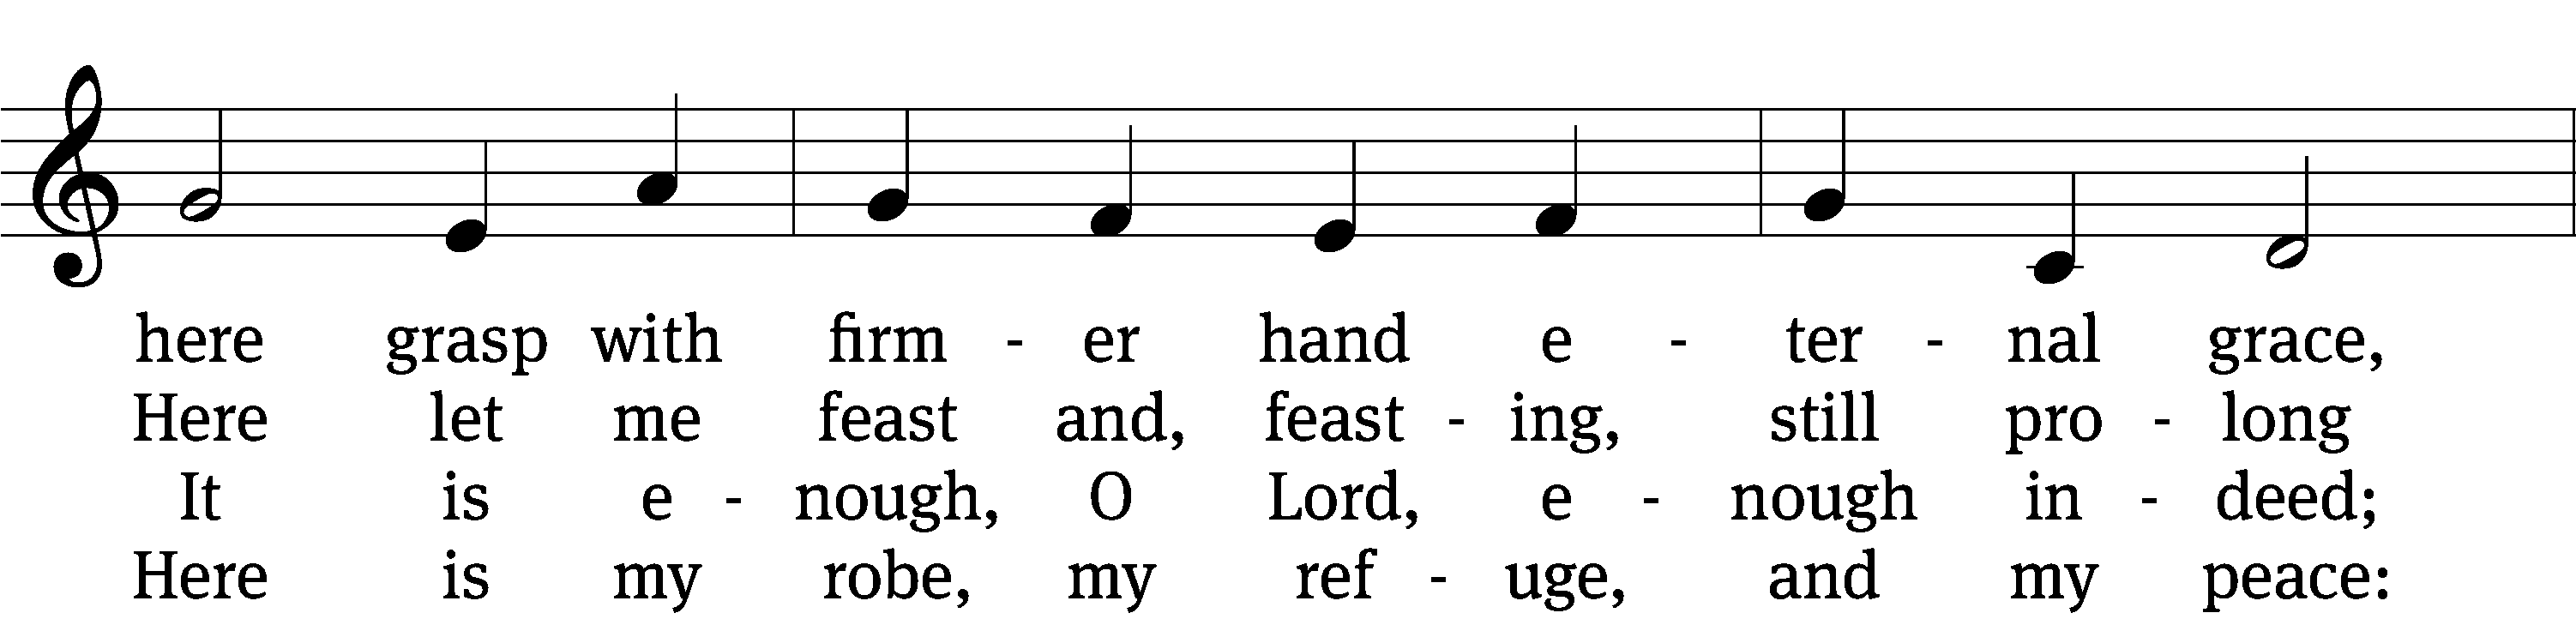 here grasp with firm - er hand e - ter - nal grace,
Here let me feast and, feast - ing, still pro - long
It is e - nough, O Lord, e - nough in - deed;
Here is my robe, my ref - uge, and my peace: